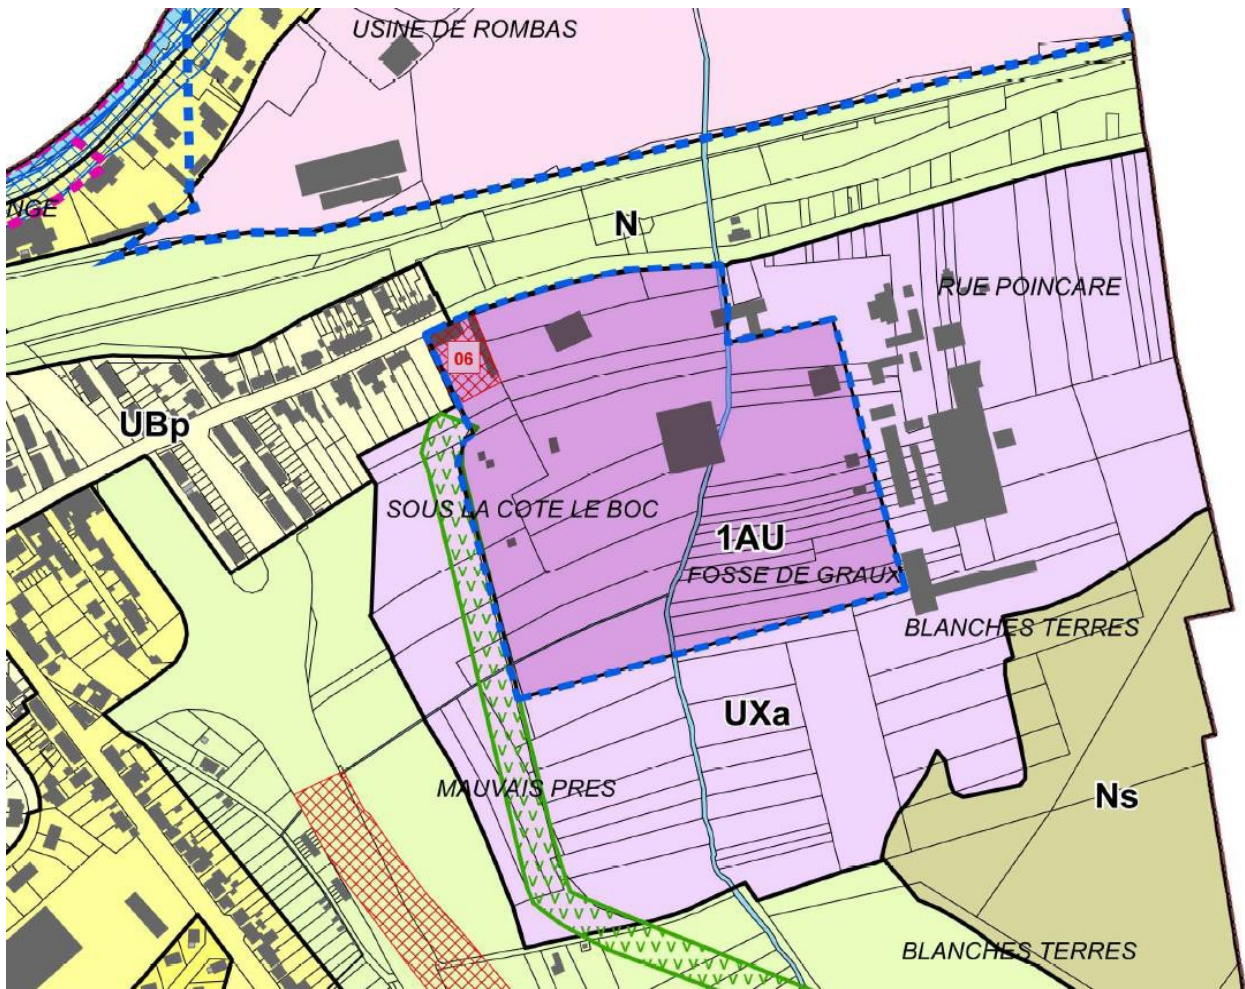 USINE DE ROMBAS
NGE
N
RUE POINCARE
06
UBp
SOUS LA COTE LE BOC
1AU
FOSSE DE GRAUX
BLANCHES TERRES
UXa
MAUVAIS PRES
Ns
BLANCHES TERRES